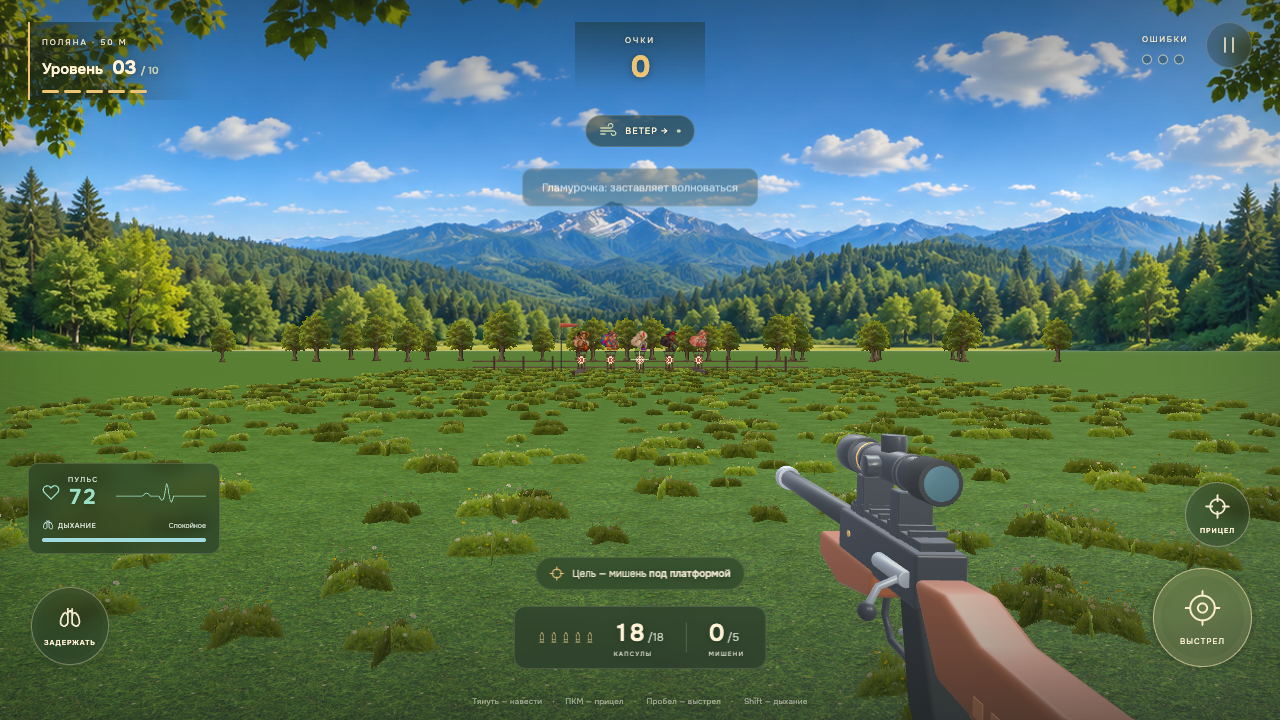 ПОЛЯНА · 50 М
Уровень 03 / 10
ОЧКИ
0
ОШИБКИ
ВЕТЕР →
Гламурочка: заставляет волноваться
ПУЛЬС
72
ДЫХАНИЕ
Спокойное
ЗАДЕРЖАТЬ
Цель — мишень под платформой
18 /18
КАПСУЛЫ
0 /5
МИШЕНИ
ПРИЦЕЛ
ВЫСТРЕЛ
Тянуть — навести · ПКМ — прицел · Пробел — выстрел · Shift — дыхание